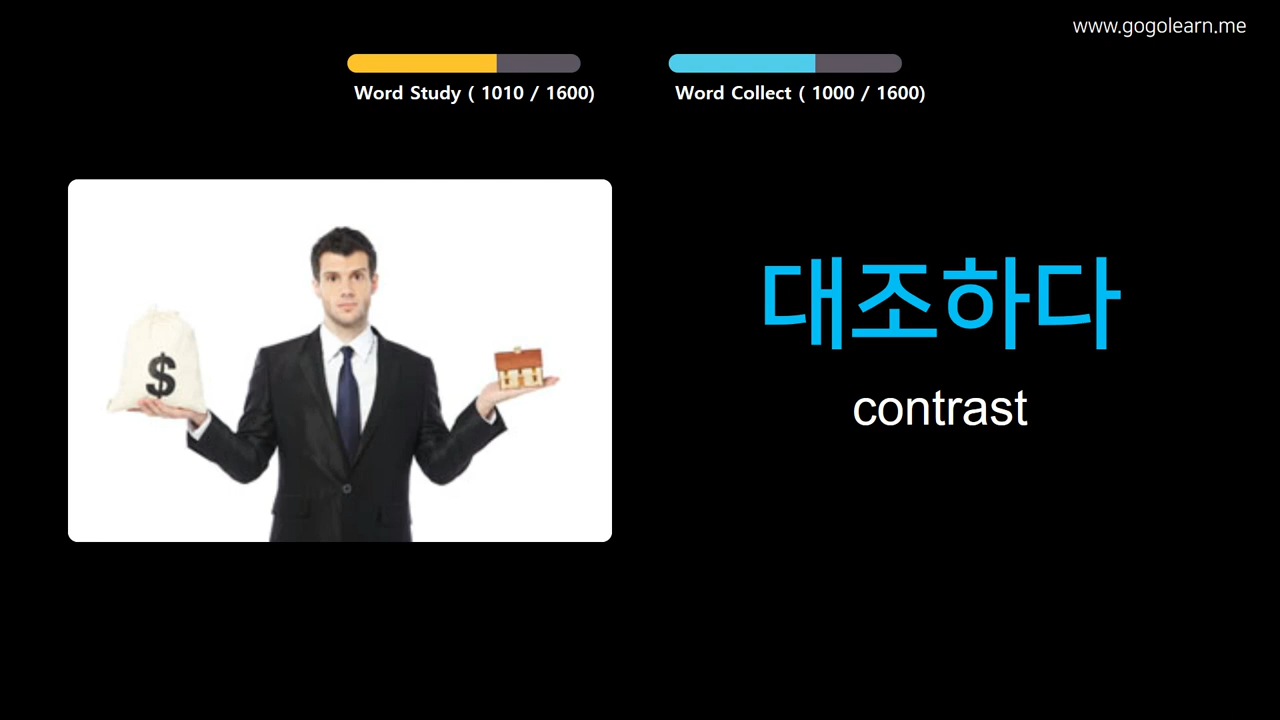 www.gogolearn.me
Word Study ( 1010 / 1600)
Word Collect ( 1000 / 1600)
$
대조하다
contrast